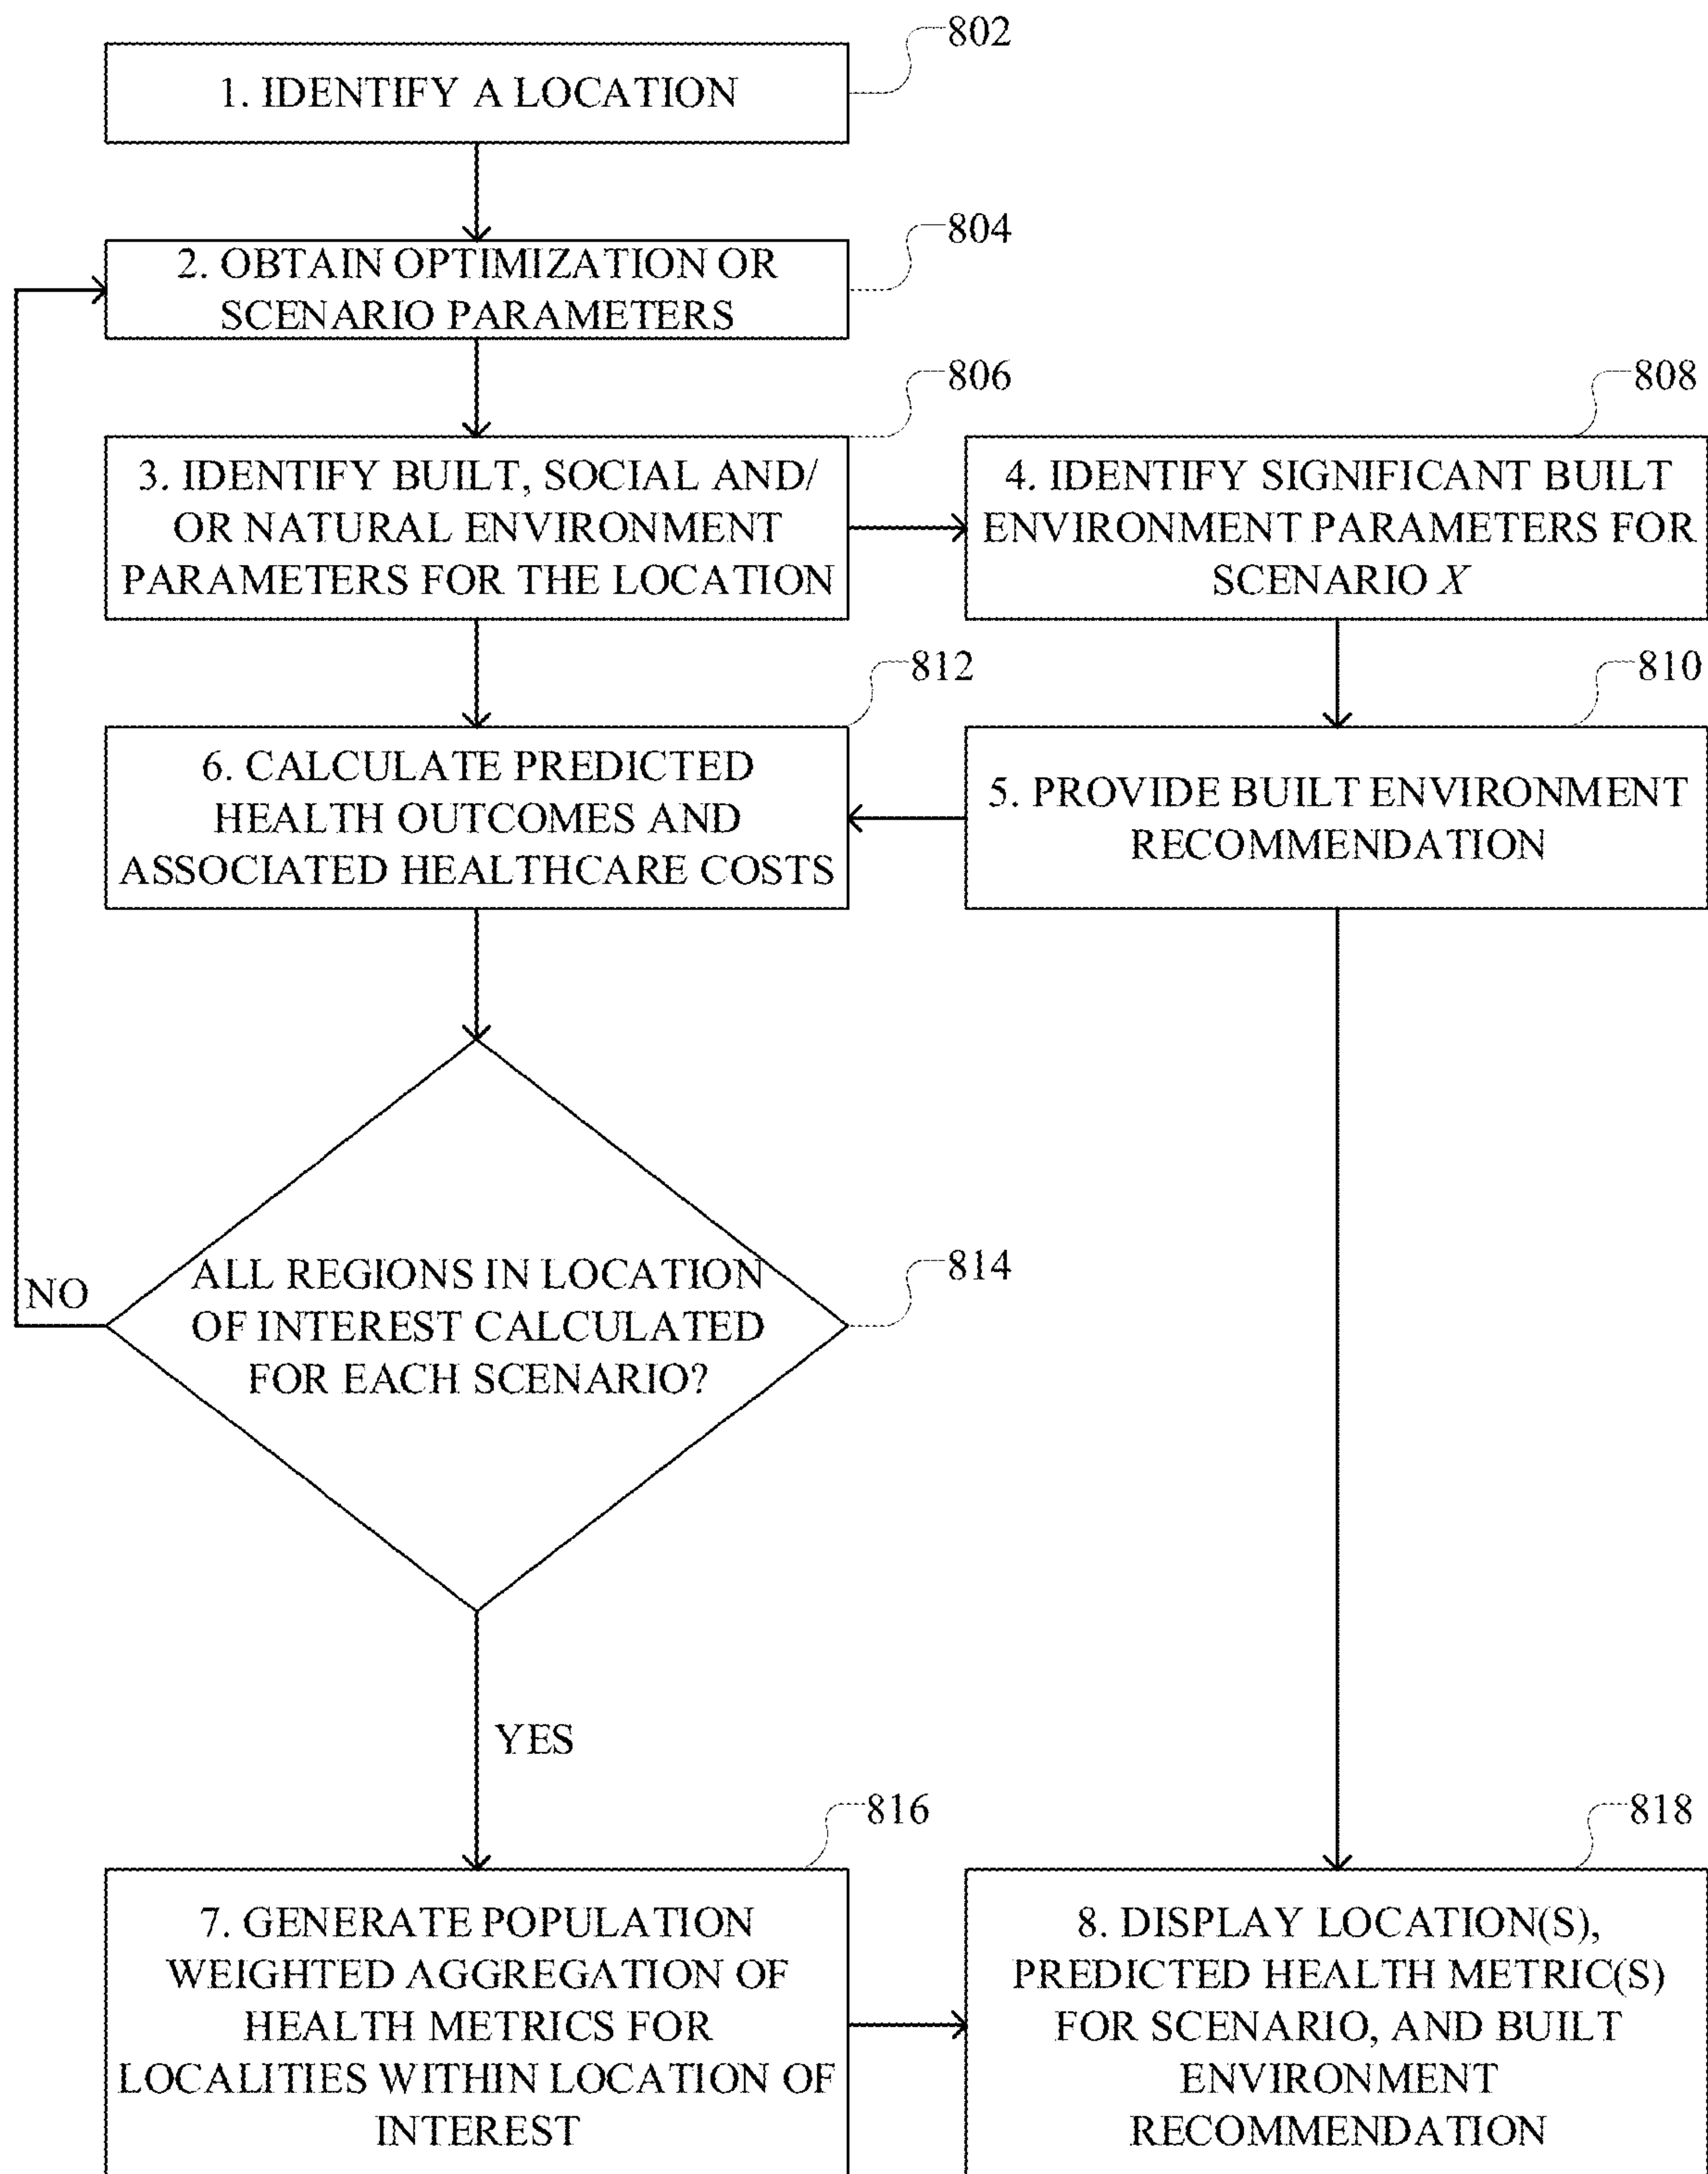 802
1. IDENTIFY A LOCATION
804
2. OBTAIN OPTIMIZATION OR
SCENARIO PARAMETERS
806
3. IDENTIFY BUILT, SOCIAL AND/
OR NATURAL ENVIRONMENT
PARAMETERS FOR THE LOCATION
808
4. IDENTIFY SIGNIFICANT BUILT
ENVIRONMENT PARAMETERS FOR
SCENARIO X
812
6. CALCULATE PREDICTED
HEALTH OUTCOMES AND
ASSOCIATED HEALTHCARE COSTS
810
5. PROVIDE BUILT ENVIRONMENT
RECOMMENDATION
814
ALL REGIONS IN LOCATION
OF INTEREST CALCULATED
FOR EACH SCENARIO?
NO
YES
816
7. GENERATE POPULATION
WEIGHTED AGGREGATION OF
HEALTH METRICS FOR
LOCALITIES WITHIN LOCATION OF
INTEREST
818
8. DISPLAY LOCATION(S),
PREDICTED HEALTH METRIC(S)
FOR SCENARIO, AND BUILT
ENVIRONMENT
RECOMMENDATION